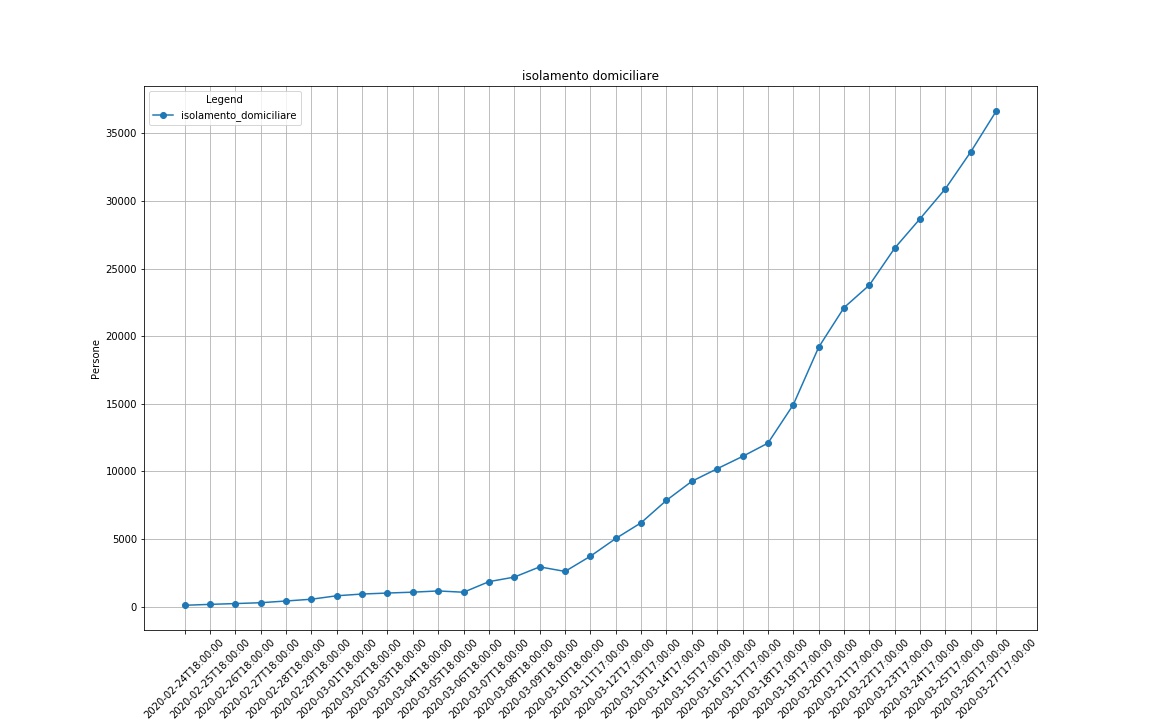 isolamento domiciliare
Legend
isolamento_domiciliare
35000
30000
25000
20000
15000
10000
5000
0
Persone
2020-02-24T18:00:00
2020-02-25T18:00:00
2020-02-26T18:00:00
2020-02-27T18:00:00
2020-02-28T18:00:00
2020-02-29T18:00:00
2020-03-01T18:00:00
2020-03-02T18:00:00
2020-03-03T18:00:00
2020-03-04T18:00:00
2020-03-05T18:00:00
2020-03-06T18:00:00
2020-03-07T18:00:00
2020-03-08T18:00:00
2020-03-09T18:00:00
2020-03-10T18:00:00
2020-03-11T17:00:00
2020-03-12T17:00:00
2020-03-13T17:00:00
2020-03-14T17:00:00
2020-03-15T17:00:00
2020-03-16T17:00:00
2020-03-17T17:00:00
2020-03-18T17:00:00
2020-03-19T17:00:00
2020-03-20T17:00:00
2020-03-21T17:00:00
2020-03-22T17:00:00
2020-03-23T17:00:00
2020-03-24T17:00:00
2020-03-25T17:00:00
2020-03-26T17:00:00
2020-03-27T17:00:00